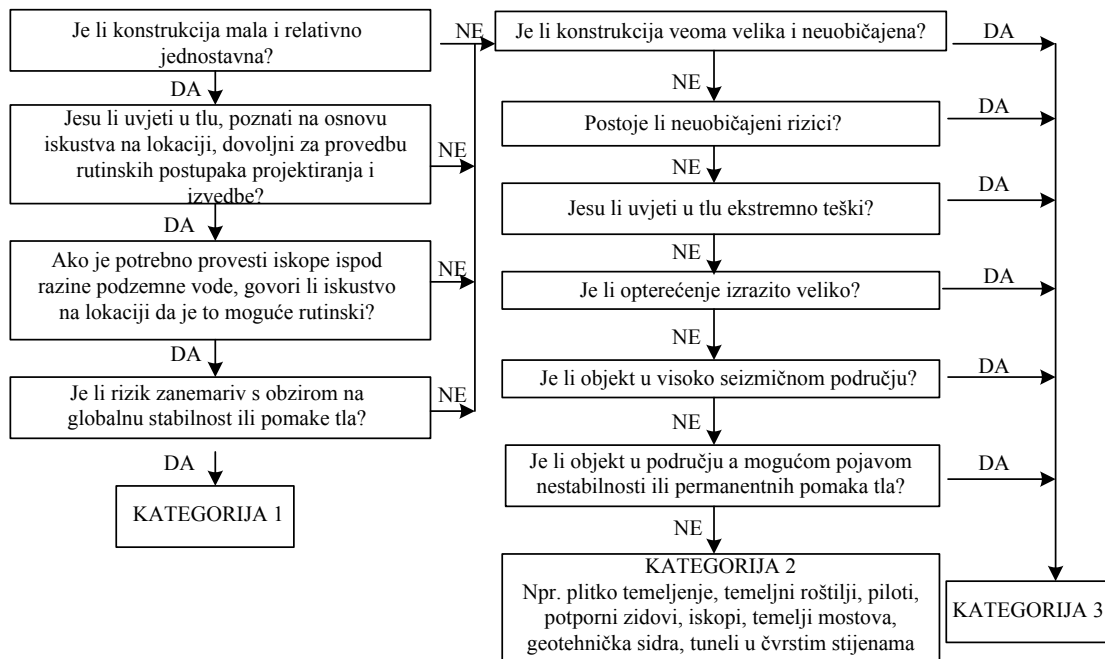 Je li konstrukcija mala i relativno
jednostavna?
NE
DA
Jesu li uvjeti u tlu, poznati na osnovu
iskustva na lokaciji, dovoljni za provedbu
rutinskih postupaka projektiranja i
izvedbe?
NE
DA
Ako je potrebno provesti iskope ispod
razine podzemne vode, govori li iskustvo
na lokaciji da je to moguće rutinski?
NE
DA
Je li rizik zanemariv s obzirom na
globalnu stabilnost ili pomake tla?
NE
DA
KATEGORIJA 1
Je li konstrukcija veoma velika i neuobičajena?
DA
NE
Postoje li neuobičajeni rizici?
DA
NE
Jesu li uvjeti u tlu ekstremno teški?
DA
NE
Je li opterećenje izrazito veliko?
DA
NE
Je li objekt u visoko seizmičnom području?
DA
NE
Je li objekt u području a mogućom pojavom
nestabilnosti ili permanentnih pomaka tla?
DA
NE
KATEGORIJA 2
Npr. plitko temeljenje, temeljni roštilji, piloti,
potporni zidovi, iskopi, temelji mostova,
geotehnička sidra, tuneli u čvrstim stijenama
KATEGORIJA 3